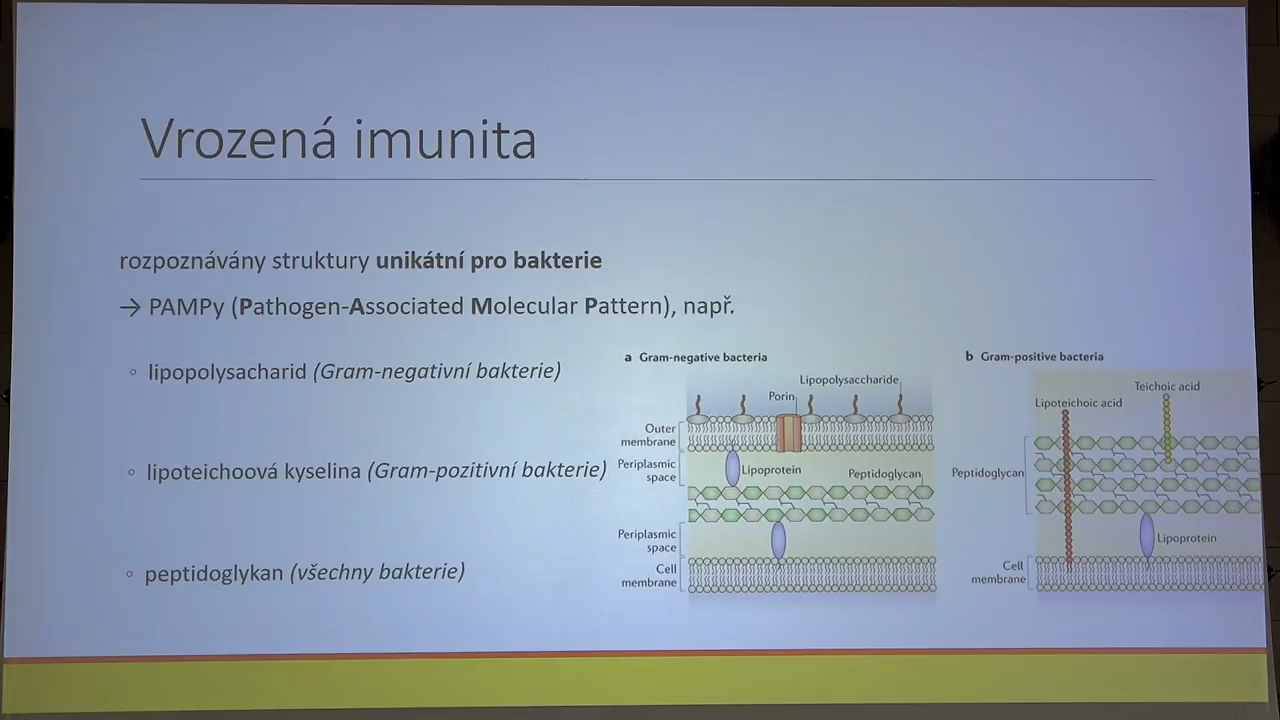 Vrozená imunita
rozpoznávány struktury unikátní pro bakterie
→ PAMPy (Pathogen-Associated Molecular Pattern), např.
◦ lipopolysacharid (Gram-negativní bakterie)
◦ lipoteichoová kyselina (Gram-pozitivní bakterie)
◦ peptidoglykan (všechny bakterie)
a Gram-negative bacteria
Lipopolysaccharide
Porin
Outer
membrane
Periplasmic
space
Lipoprotein
Peptidoglycan
Periplasmic
space
Cell
membrane
b Gram-positive bacteria
Teichoic acid
Lipoteichoic acid
Peptidoglycan
Lipoprotein
Cell
membrane